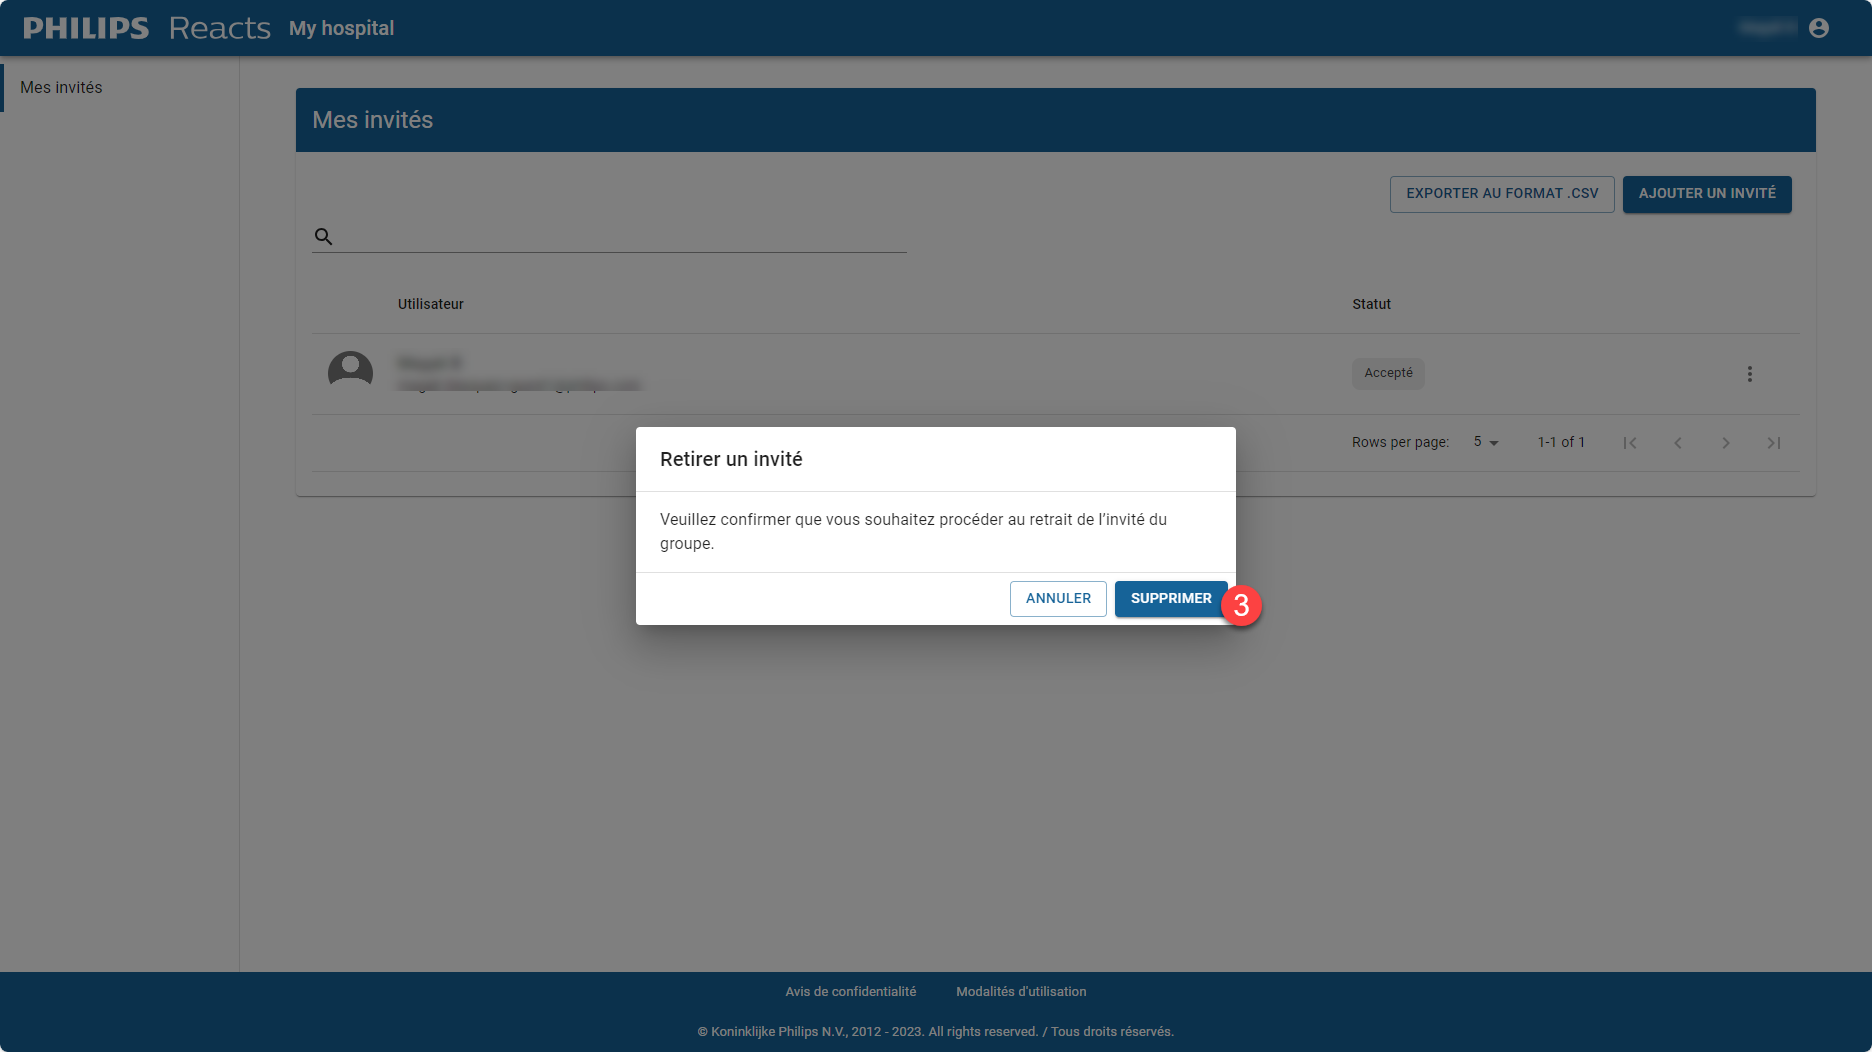 PHILIPS Reacts My hospital
Mes invités
Mes invités
EXPORTER AU FORMAT .CSV
AJOUTER UN INVITÉ
Utilisateur
Statut
Accepté
Rows per page: 5 1-1 of 1
Retirer un invité
Veuillez confirmer que vous souhaitez procéder au retrait de l’invité du
groupe.
ANNULER
SUPPRIMER
3
Avis de confidentialité
Modalités d'utilisation
© Koninklijke Philips N.V., 2012 - 2023. All rights reserved. / Tous droits réservés.